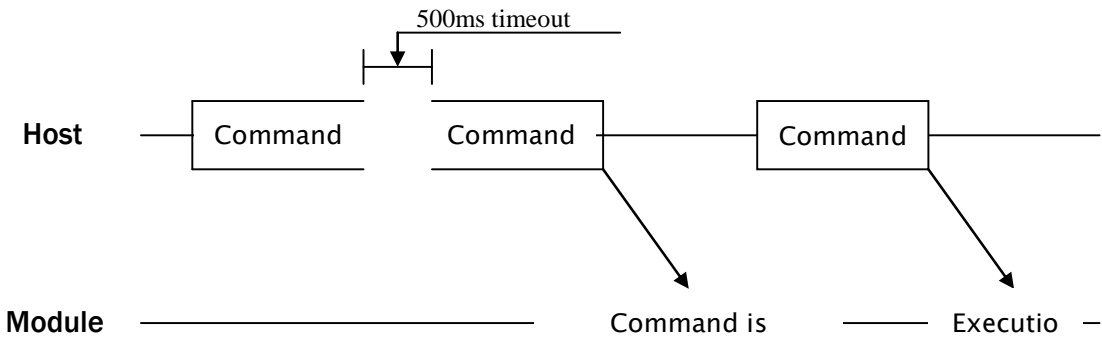 500ms timeout
Host Command Command Command
Module Command is Executio